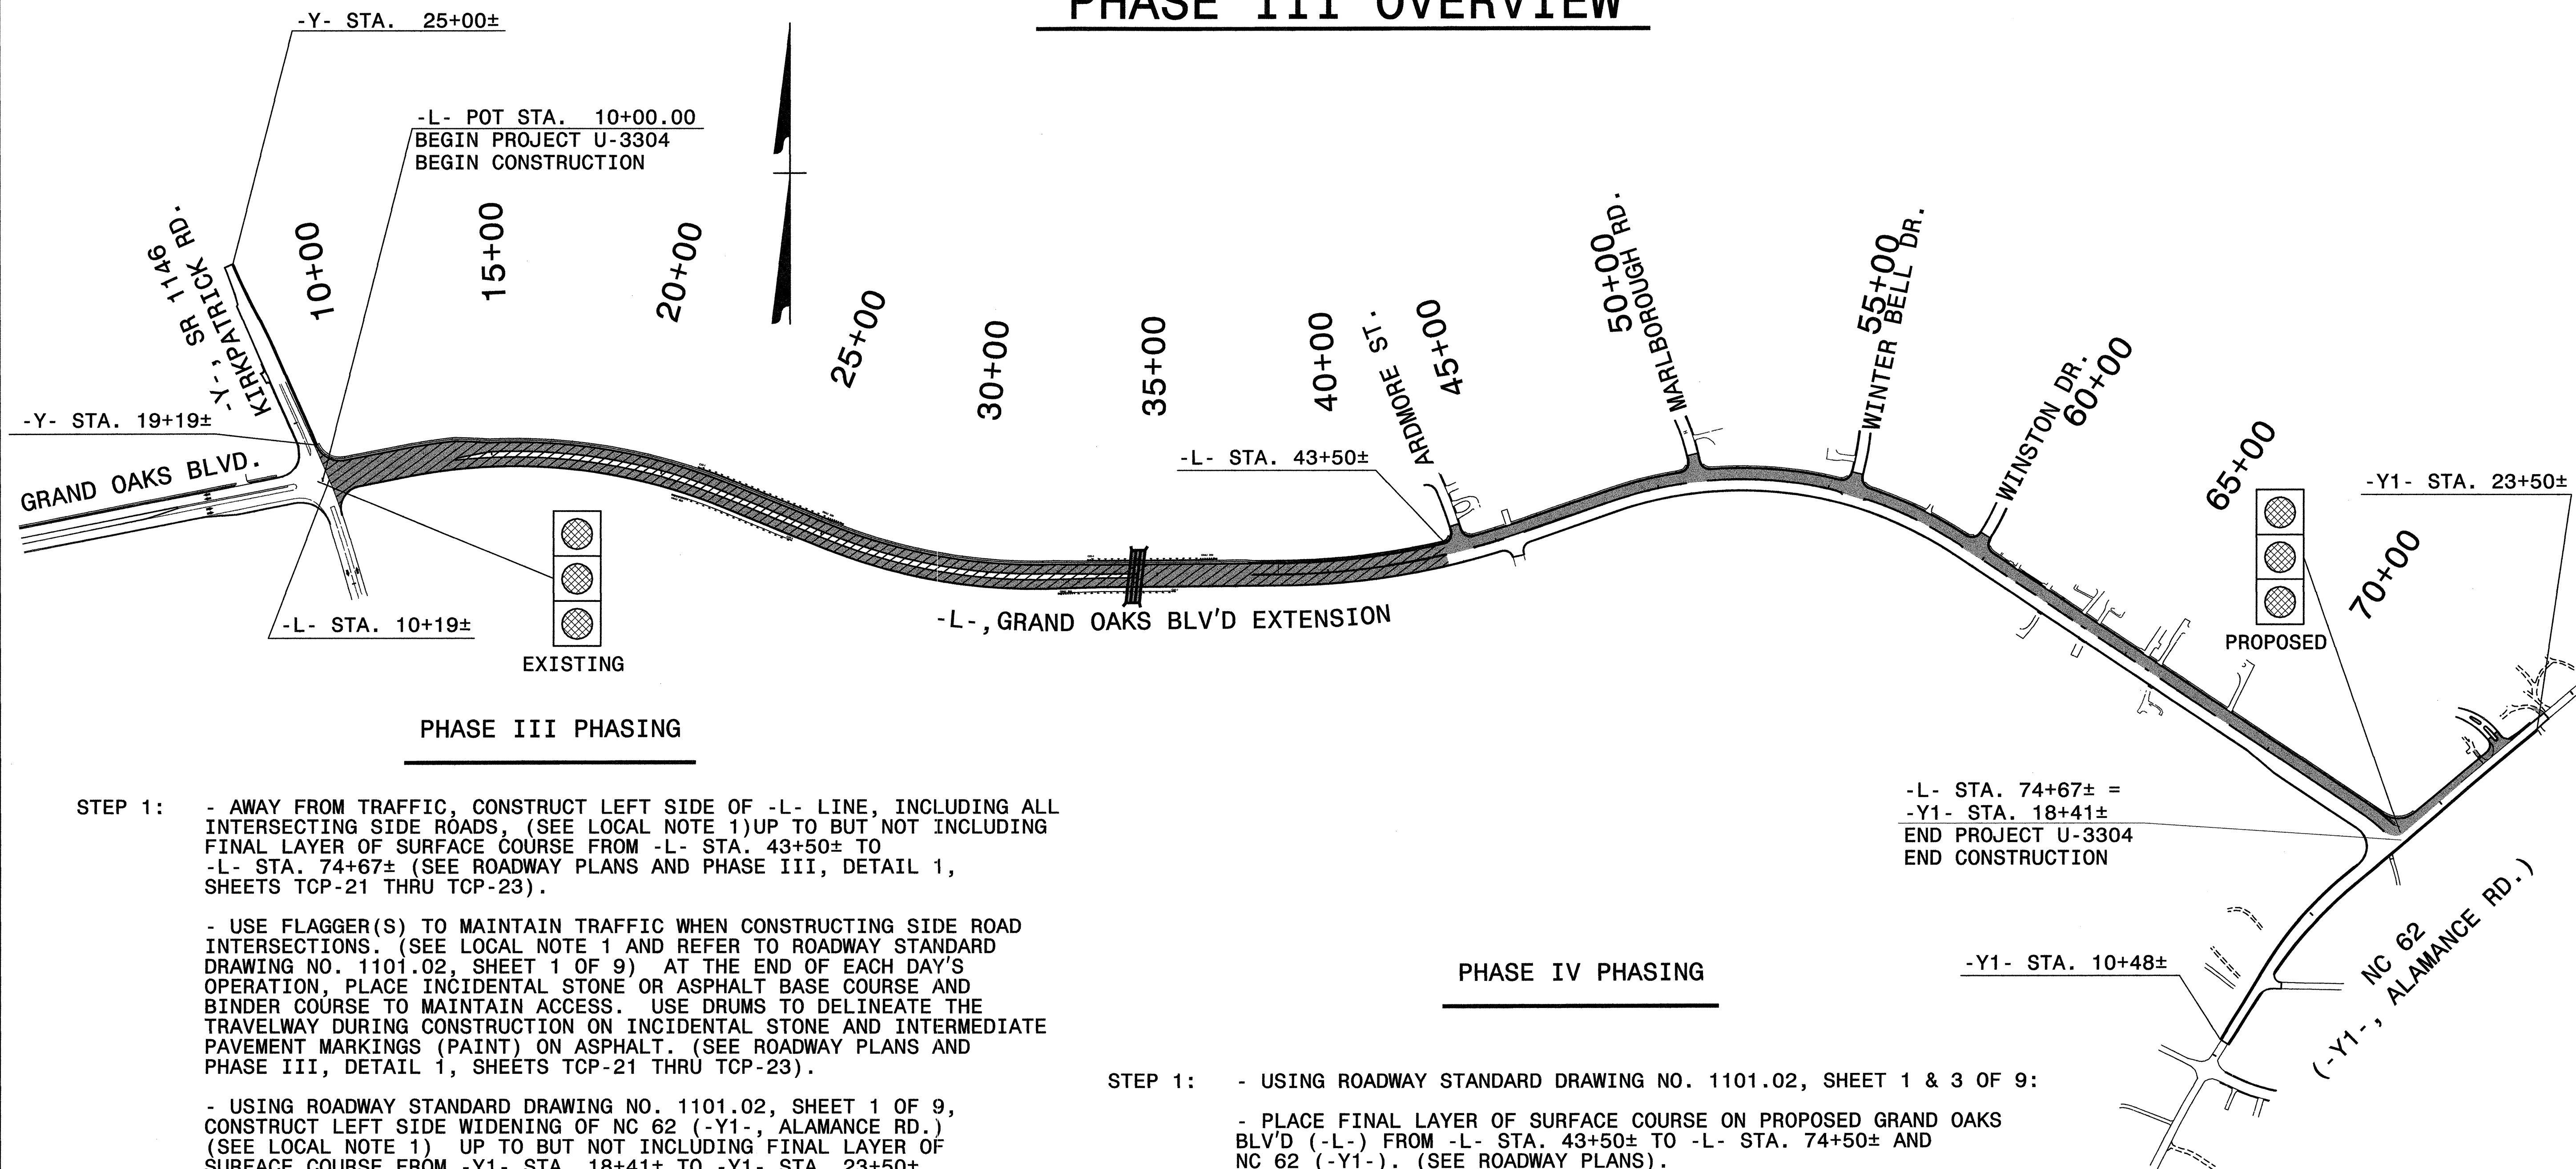 PHASE III OVERVIEW
-Y- STA. 25+00±
-L- POT STA. 10+00.00
BEGIN PROJECT U-3304
BEGIN CONSTRUCTION
-Y-, SR 1146
KIRKPATRICK RD.
10+00
15+00
20+00
25+00
30+00
35+00
40+00
ARDMORE ST.
45+00
50+00
MARLBOROUGH RD.
55+00
WINTER BELL DR.
WINSTON DR.
60+00
65+00
70+00
-Y- STA. 19+19±
GRAND OAKS BLVD.
-L- STA. 43+50±
-Y1- STA. 23+50±
-L- STA. 10+19±
EXISTING
-L-, GRAND OAKS BLV'D EXTENSION
PROPOSED
PHASE III PHASING
STEP 1: - AWAY FROM TRAFFIC, CONSTRUCT LEFT SIDE OF -L- LINE, INCLUDING ALL
INTERSECTING SIDE ROADS, (SEE LOCAL NOTE 1)UP TO BUT NOT INCLUDING
FINAL LAYER OF SURFACE COURSE FROM -L- STA. 43+50± TO
-L- STA. 74+67± (SEE ROADWAY PLANS AND PHASE III, DETAIL 1,
SHEETS TCP-21 THRU TCP-23).
- USE FLAGGER(S) TO MAINTAIN TRAFFIC WHEN CONSTRUCTING SIDE ROAD
INTERSECTIONS. (SEE LOCAL NOTE 1 AND REFER TO ROADWAY STANDARD
DRAWING NO. 1101.02, SHEET 1 OF 9) AT THE END OF EACH DAY'S
OPERATION, PLACE INCIDENTAL STONE OR ASPHALT BASE COURSE AND
BINDER COURSE TO MAINTAIN ACCESS. USE DRUMS TO DELINEATE THE
TRAVELWAY DURING CONSTRUCTION ON INCIDENTAL STONE AND INTERMEDIATE
PAVEMENT MARKINGS (PAINT) ON ASPHALT. (SEE ROADWAY PLANS AND
PHASE III, DETAIL 1, SHEETS TCP-21 THRU TCP-23).
- USING ROADWAY STANDARD DRAWING NO. 1101.02, SHEET 1 OF 9,
CONSTRUCT LEFT SIDE WIDENING OF NC 62 (-Y1-, ALAMANCE RD.)
(SEE LOCAL NOTE 1) UP TO BUT NOT INCLUDING FINAL LAYER OF
SURFACE COURSE FROM -Y1- STA. 18+41± TO -Y1- STA. 23+50±
-L- STA. 74+67± =
-Y1- STA. 18+41±
END PROJECT U-3304
END CONSTRUCTION
-Y1- STA. 10+48±
NC 62
(-Y1-, ALAMANCE RD.)
PHASE IV PHASING
STEP 1: - USING ROADWAY STANDARD DRAWING NO. 1101.02, SHEET 1 & 3 OF 9:
- PLACE FINAL LAYER OF SURFACE COURSE ON PROPOSED GRAND OAKS
BLV'D (-L-) FROM -L- STA. 43+50± TO -L- STA. 74+50± AND
NC 62 (-Y1-). (SEE ROADWAY PLANS).